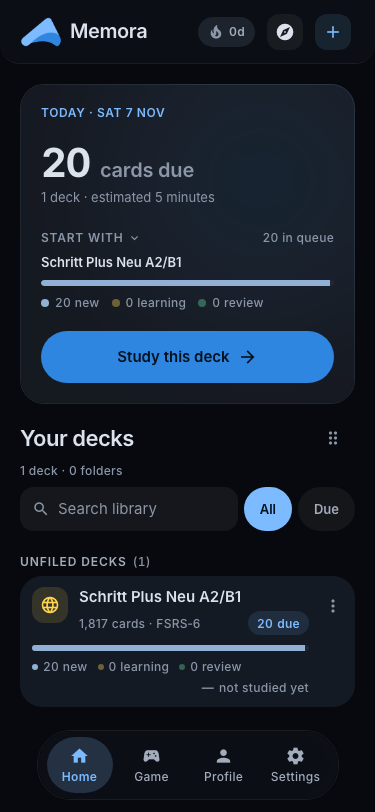 Memora
0d
TODAY · SAT 7 NOV
20 cards due
1 deck · estimated 5 minutes
START WITH
20 in queue
Schritt Plus Neu A2/B1
20 new
0 learning
0 review
Study this deck →
Your decks
1 deck · 0 folders
Search library
All
Due
UNFILED DECKS (1)
Schritt Plus Neu A2/B1
1,817 cards · FSRS-6
20 due
20 new
0 learning
0 review
— not studied yet
Home
Game
Profile
Settings